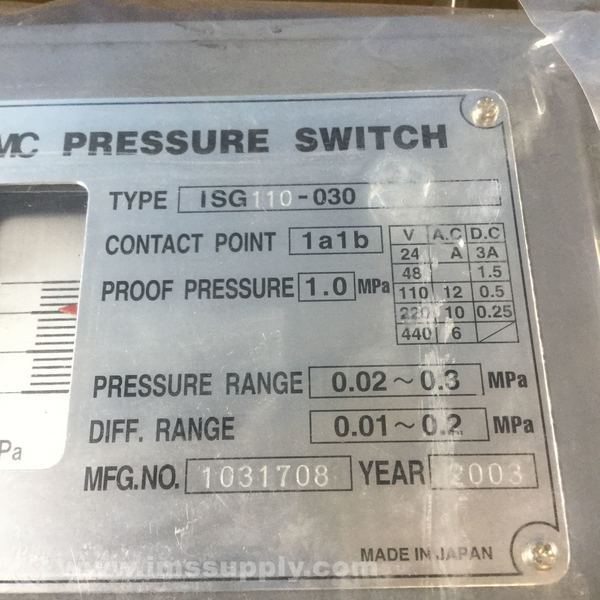 MC PRESSURE SWITCH
TYPE ISG110-030
CONTACT POINT 1a1b
PROOF PRESSURE 1.0 MPa
V A.C D.C
24 A 3A
48 1.5
110 12 0.5
220 10 0.25
440 6
PRESSURE RANGE 0.02~0.3 MPa
DIFF. RANGE 0.01~0.2 MPa
Pa
MFG.NO. 1031708 YEAR 2003
MADE IN JAPAN
www.imssupply.com